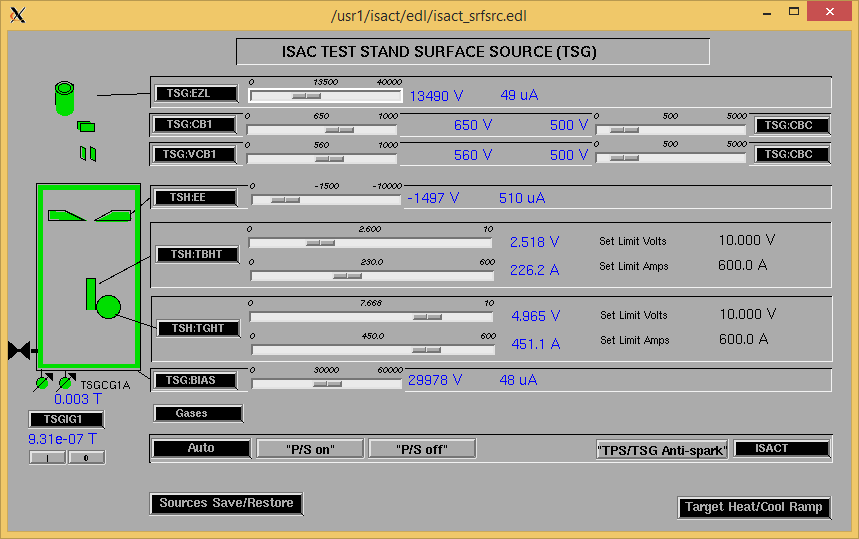 /usr1/isact/edl/isact_srfsrc.edl
ISAC TEST STAND SURFACE SOURCE (TSG)
TSG:EZL 0 13500 40000 13490 V 49 uA
TSG:CB1 0 650 1000 650 V 500 V 0 500 5000 TSG:CBC
TSG:VCB1 0 560 1000 560 V 500 V 0 500 5000 TSG:CBC
TSH:EE 0 -1500 -10000 -1497 V 510 uA
TSH:TBHT 0 2.600 10 2.518 V Set Limit Volts 10.000 V
0 230.0 600 226.2 A Set Limit Amps 600.0 A
TSH:TGHT 0 7.668 10 4.965 V Set Limit Volts 10.000 V
0 450.0 600 451.1 A Set Limit Amps 600.0 A
TSG:BIAS 0 30000 60000 29978 V 48 uA
TSGCG1A
0.003 T
TSGIG1
9.31e-07 T
I 0
Gases
Auto "P/S on" "P/S off" "TPS/TSG Anti-spark" ISACT
Sources Save/Restore Target Heat/Cool Ramp